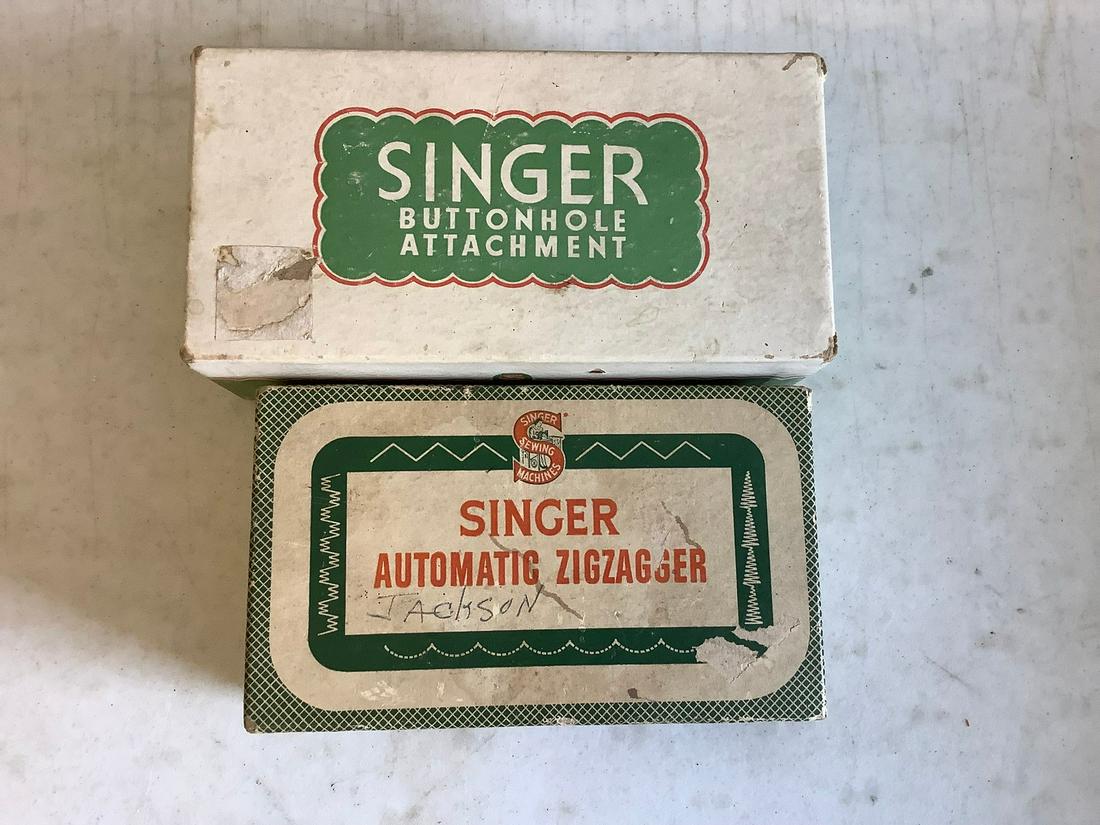 SINGER
BUTTONHOLE
ATTACHMENT
SINGER
SEWING
MACHINES
SINGER
AUTOMATIC ZIGZAGGER
JACKSON